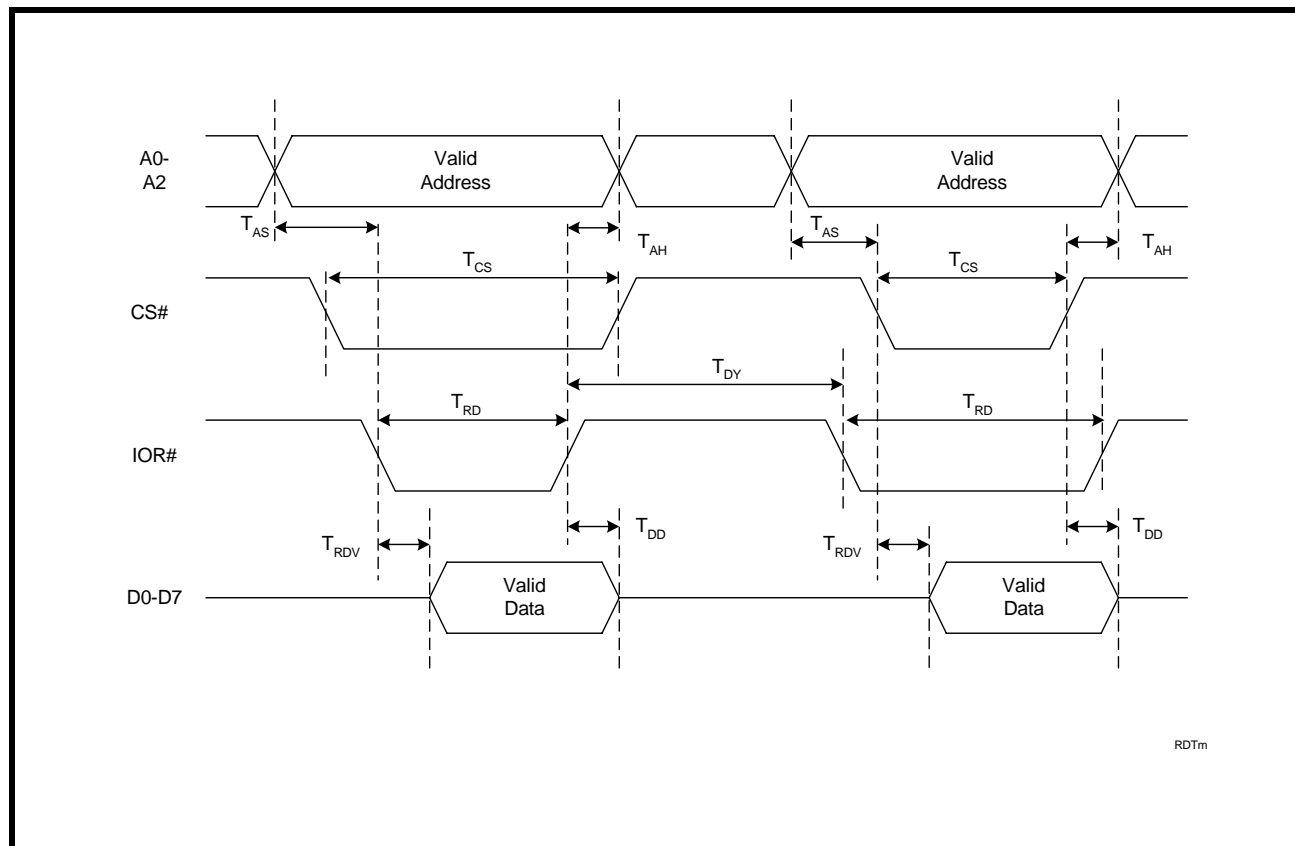 A0-
A2
Valid
Address
Valid
Address
TAS
TAH
TAS
TAH
TCS
TCS
CS#
TDY
TRD
TRD
IOR#
TRDV
TDD
TRDV
TDD
D0-D7
Valid
Data
Valid
Data
RDTm